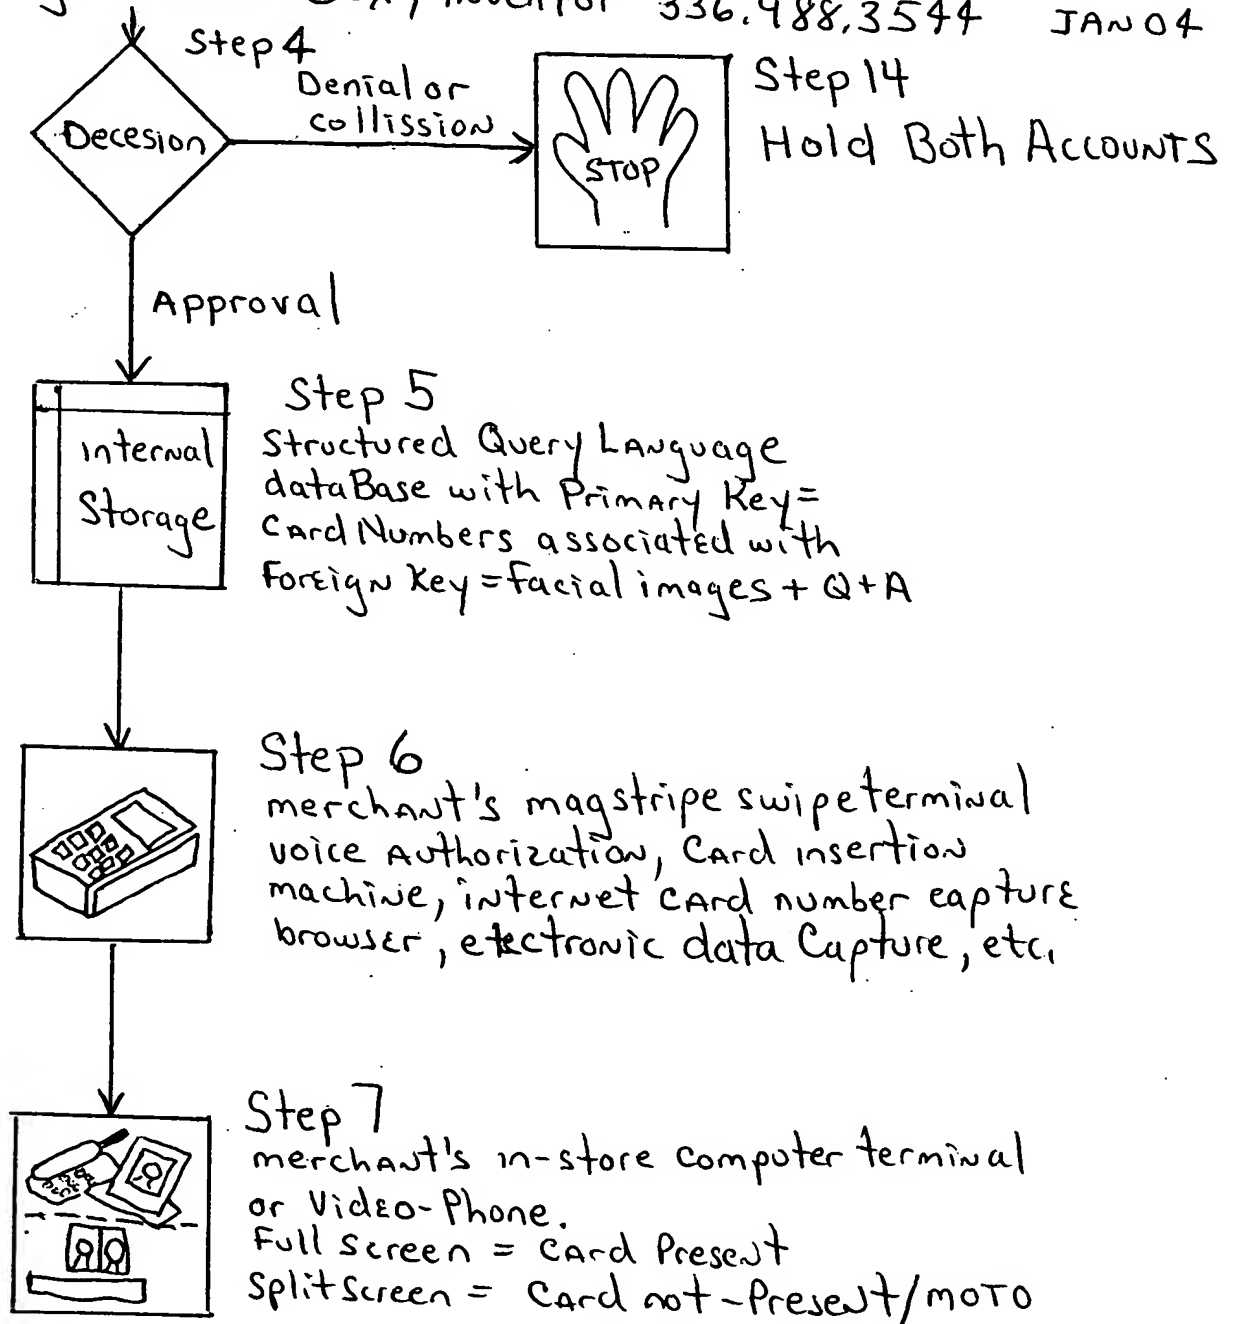 Inventor 336.488.3544 JAN 04
Step 4
Denial or
collission
Decesion
STOP
Step 14
Hold Both Accounts
Approval
Internal
Storage
Step 5
Structured Query Language
dataBase with Primary Key=
Card Numbers associated with
Foreign Key = facial images + Q+A
Step 6
merchant's magstripe swipe terminal
voice Authorization, Card insertion
machine, internet card number capture
browser, electronic data Capture, etc.
Step 7
merchant's in-store computer terminal
or Video-Phone.
Full Screen = Card Present
Split Screen = Card not-Present/MOTO